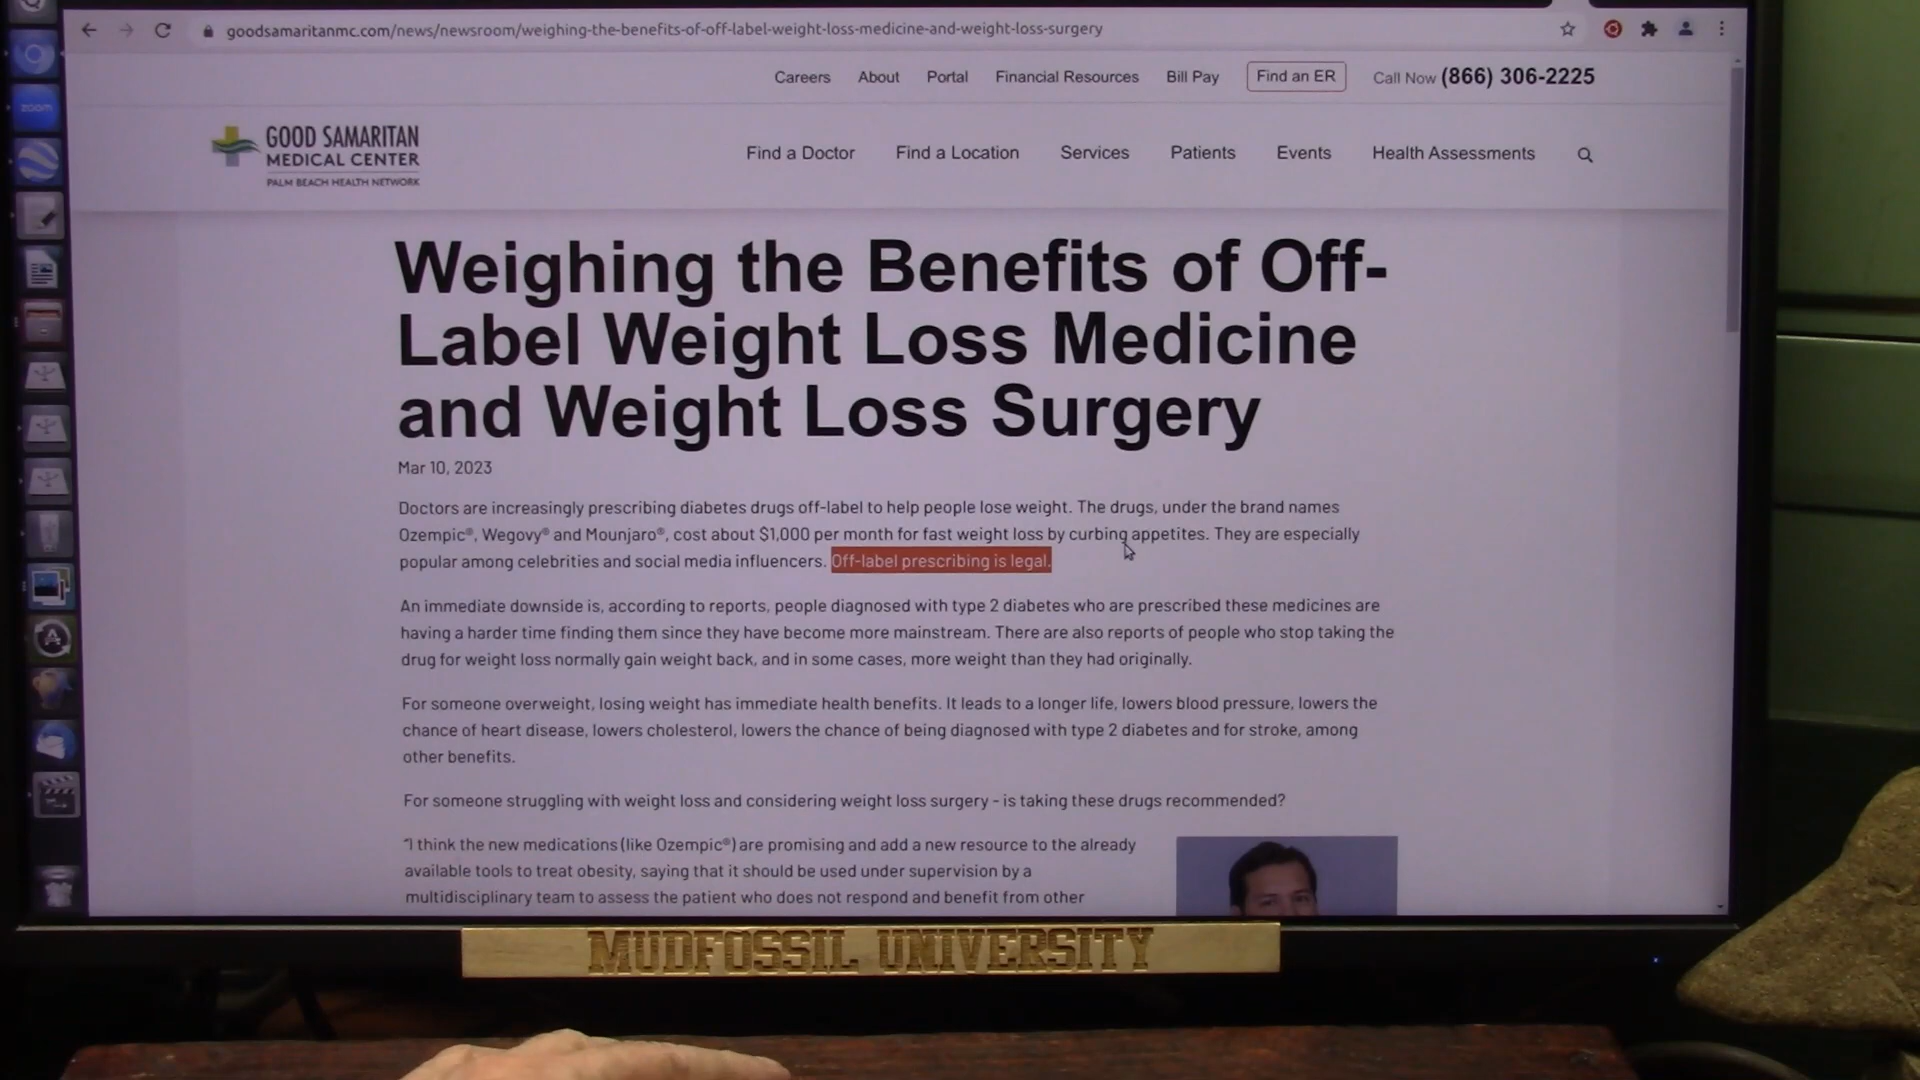 goodsamaritanmc.com/news/newsroom/weighing-the-benefits-of-off-label-weight-loss-medicine-and-weight-loss-surgery
Careers About Portal Financial Resources Bill Pay Find an ER Call Now (866) 306-2225
zoom
GOOD SAMARITAN
MEDICAL CENTER
PALM BEACH HEALTH NETWORK
Find a Doctor Find a Location Services Patients Events Health Assessments
Weighing the Benefits of Off-
Label Weight Loss Medicine
and Weight Loss Surgery
Mar 10, 2023
Doctors are increasingly prescribing diabetes drugs off-label to help people lose weight. The drugs, under the brand names
Ozempic®, Wegovy® and Mounjaro®, cost about $1,000 per month for fast weight loss by curbing appetites. They are especially
popular among celebrities and social media influencers. Off-label prescribing is legal.
An immediate downside is, according to reports, people diagnosed with type 2 diabetes who are prescribed these medicines are
having a harder time finding them since they have become more mainstream. There are also reports of people who stop taking the
drug for weight loss normally gain weight back, and in some cases, more weight than they had originally.
For someone overweight, losing weight has immediate health benefits. It leads to a longer life, lowers blood pressure, lowers the
chance of heart disease, lowers cholesterol, lowers the chance of being diagnosed with type 2 diabetes and for stroke, among
other benefits.
For someone struggling with weight loss and considering weight loss surgery - is taking these drugs recommended?
"I think the new medications (like Ozempic®) are promising and add a new resource to the already
available tools to treat obesity, saying that it should be used under supervision by a
multidisciplinary team to assess the patient who does not respond and benefit from other
MUDFOSSIL UNIVERSITY